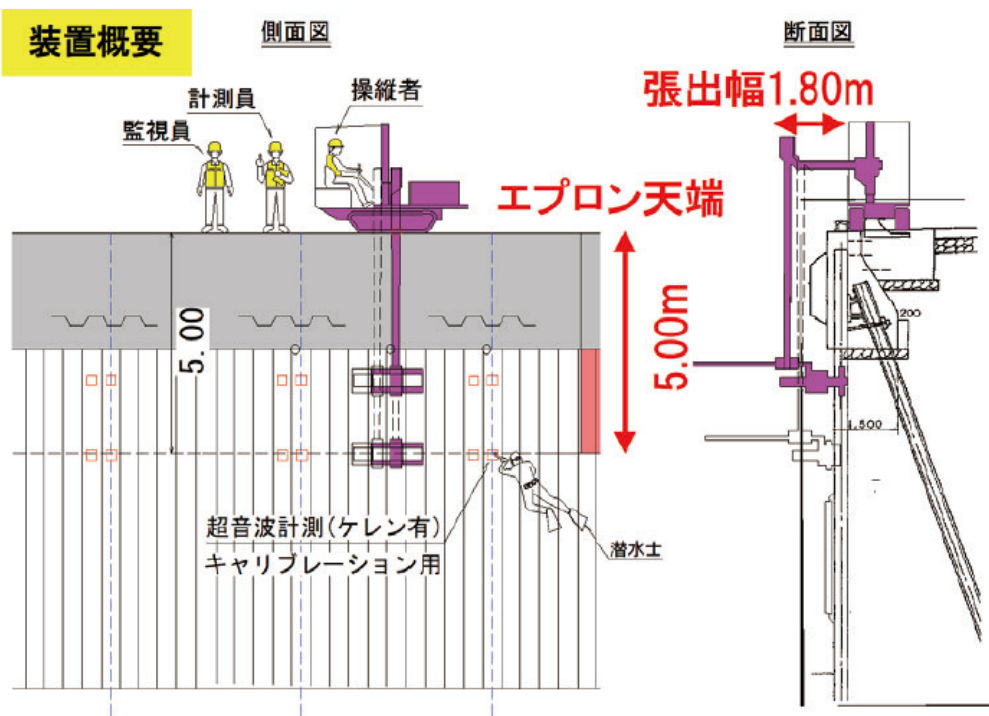 装置概要
側面図
断面図
張出幅1.80m
操縦者
計測員
監視員
エプロン天端
5.00
5.00m
200
超音波計測(ケレン有)
キャリブレーション用
潜水士